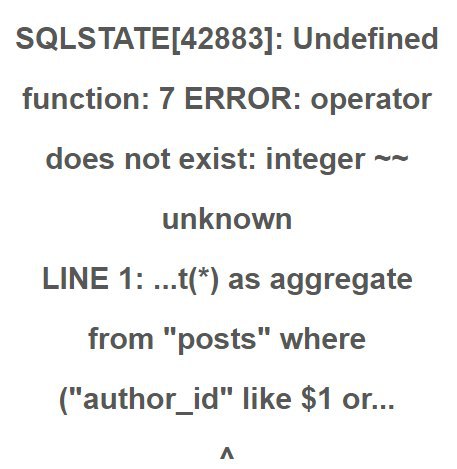 SQLSTATE[42883]: Undefined
function: 7 ERROR: operator
does not exist: integer ~~
unknown
LINE 1: ...t(*) as aggregate
from "posts" where
("author_id" like $1 or...
^